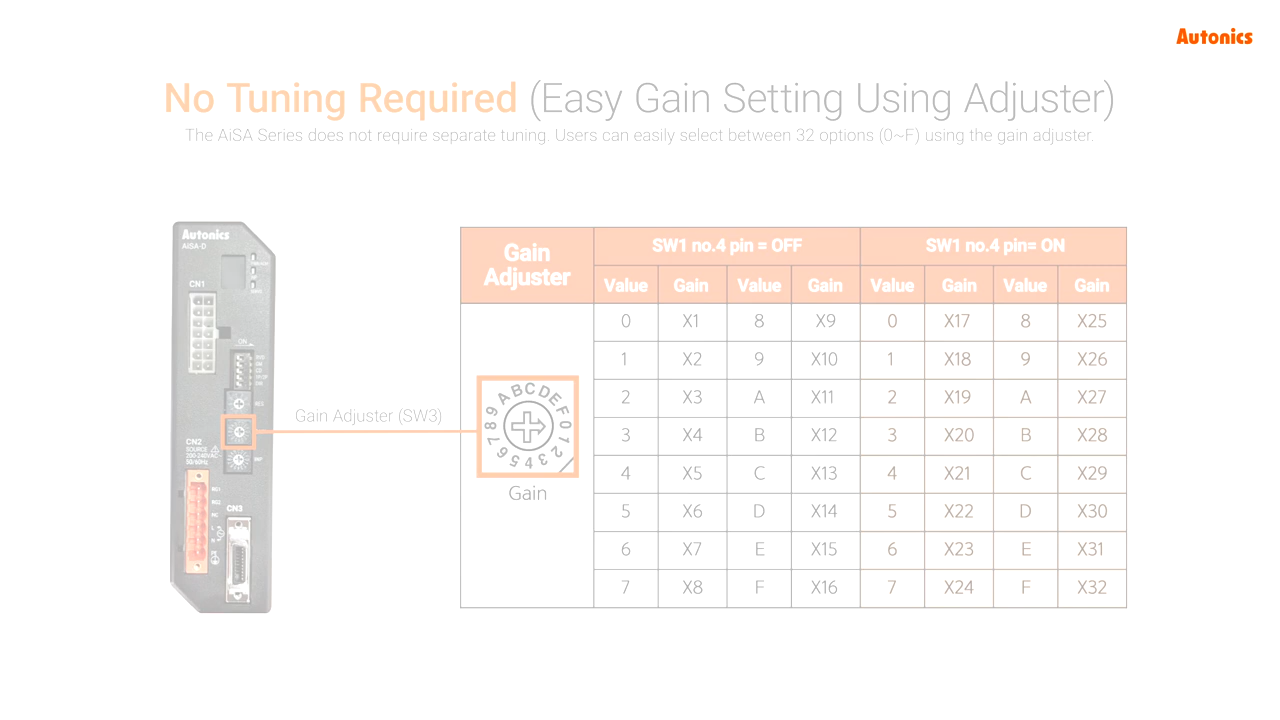 Autonics
No Tuning Required (Easy Gain Setting Using Adjuster)
The AiSA Series does not require separate tuning. Users can easily select between 32 options (0~F) using the gain adjuster.
Autonics
AiSA-D
CN1
ON
CN2
SOURCE
200-240VAC
50/60Hz
CN3
Gain Adjuster (SW3)
0 1 2 3 4 5 6 7 8 9 A B C D E F
Gain
Gain Adjuster
SW1 no.4 pin = OFF SW1 no.4 pin= ON
Value Gain Value Gain Value Gain Value Gain
0 X1 8 X9 0 X17 8 X25
1 X2 9 X10 1 X18 9 X26
2 X3 A X11 2 X19 A X27
3 X4 B X12 3 X20 B X28
4 X5 C X13 4 X21 C X29
5 X6 D X14 5 X22 D X30
6 X7 E X15 6 X23 E X31
7 X8 F X16 7 X24 F X32